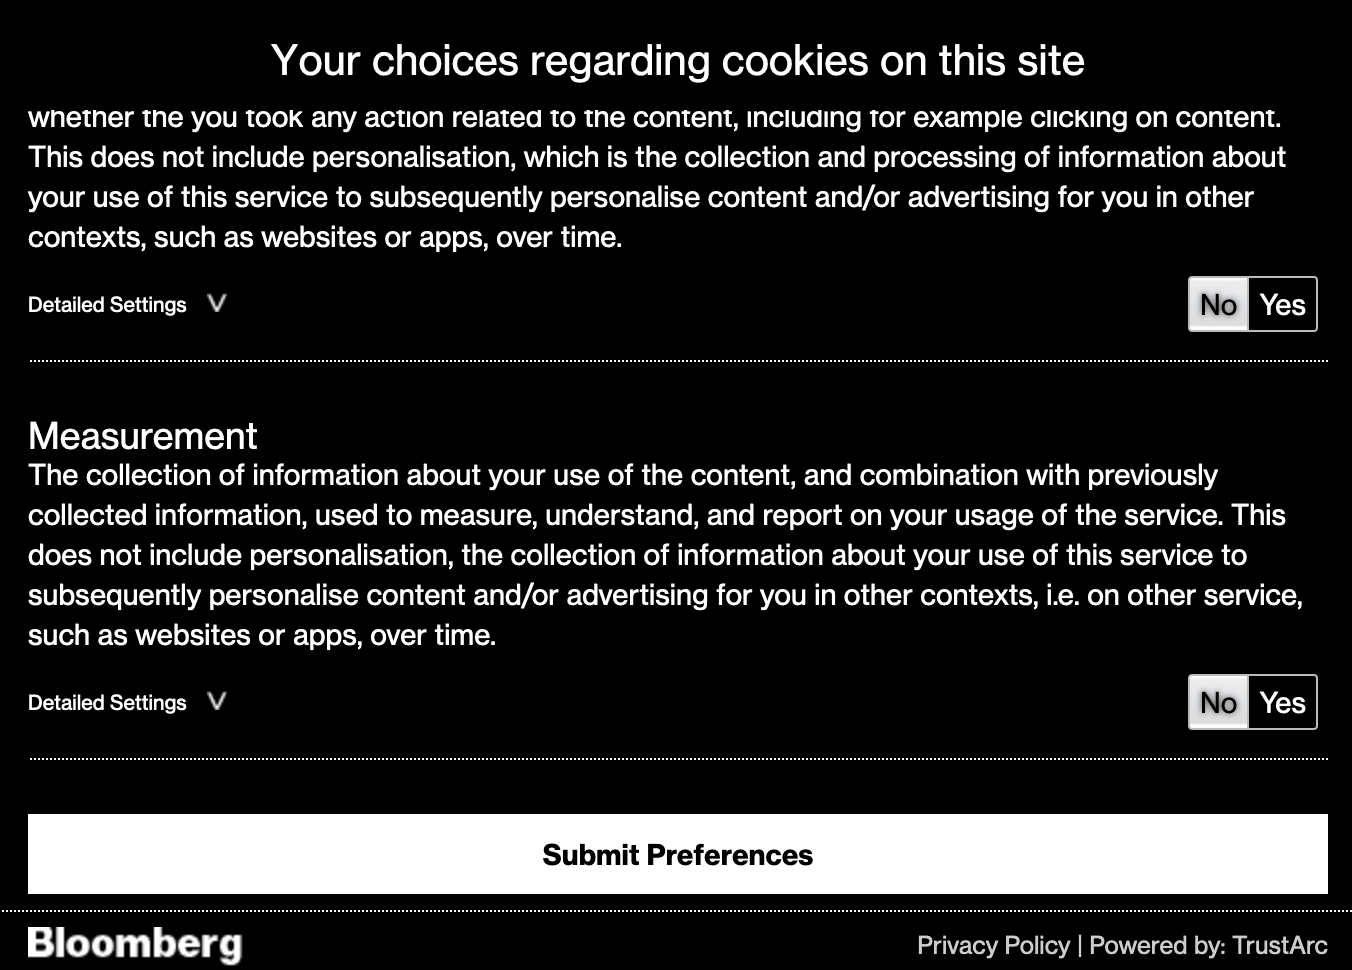 Your choices regarding cookies on this site
whether the you took any action related to the content, including for example clicking on content.
This does not include personalisation, which is the collection and processing of information about
your use of this service to subsequently personalise content and/or advertising for you in other
contexts, such as websites or apps, over time.
Detailed Settings
No Yes
Measurement
The collection of information about your use of the content, and combination with previously
collected information, used to measure, understand, and report on your usage of the service. This
does not include personalisation, the collection of information about your use of this service to
subsequently personalise content and/or advertising for you in other contexts, i.e. on other service,
such as websites or apps, over time.
Detailed Settings
No Yes
Submit Preferences
Bloomberg
Privacy Policy | Powered by: TrustArc